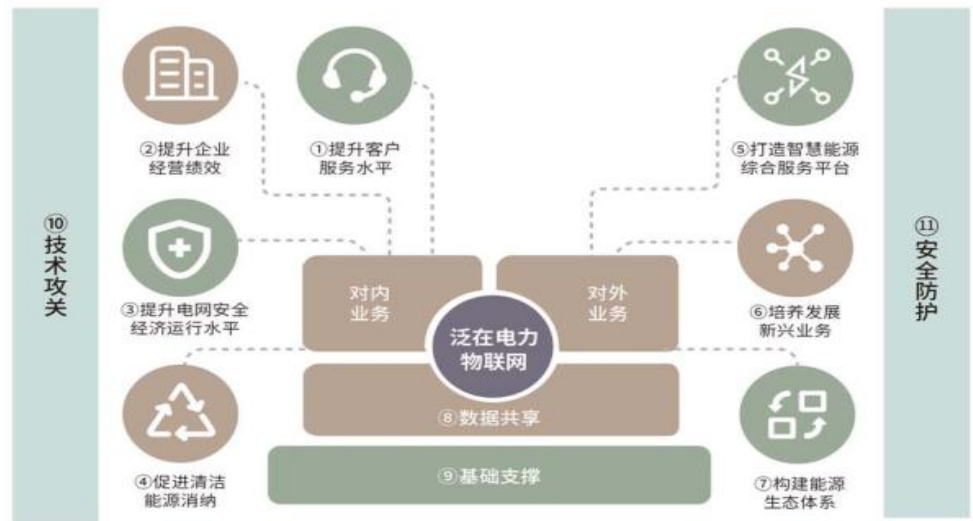 ⑩技术攻关
②提升企业
经营绩效
①提升客户
服务水平
③提升电网安全
经济运行水平
④促进清洁
能源消纳
对内
业务
对外
业务
泛在电力
物联网
⑧数据共享
⑨基础支撑
⑤打造智慧能源
综合服务平台
⑥培养发展
新兴业务
⑦构建能源
生态体系
⑪安全防护